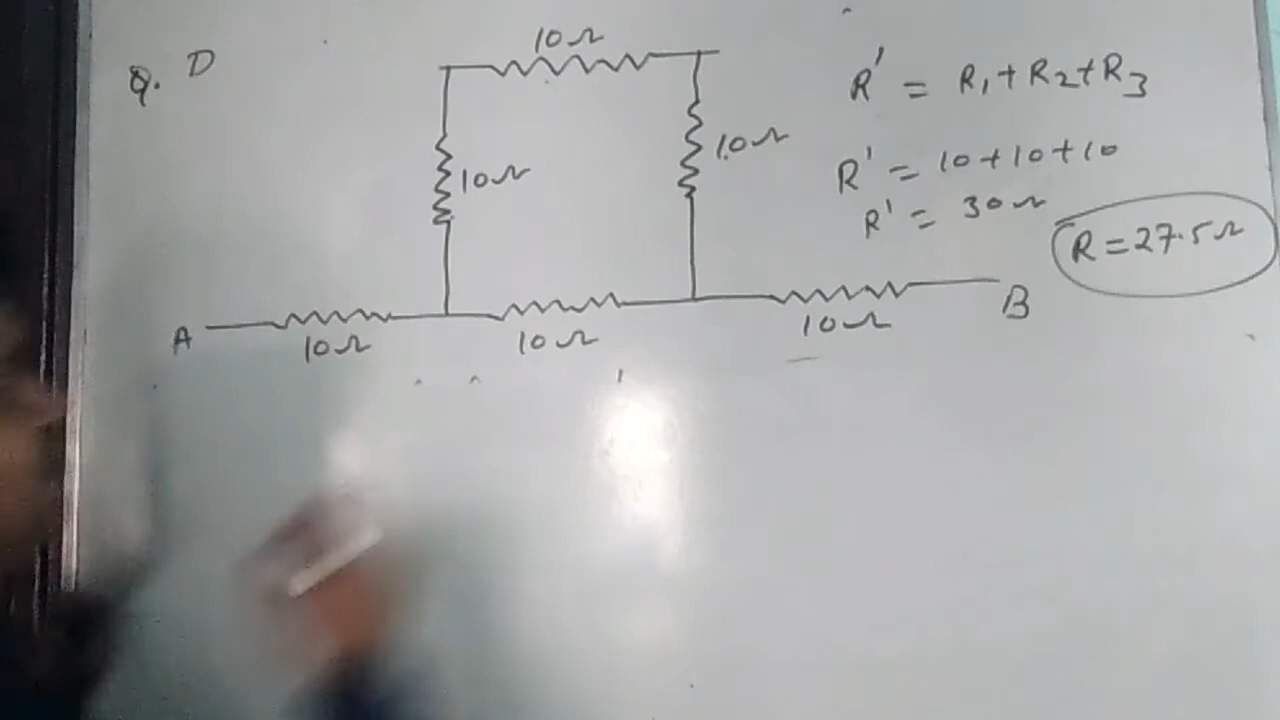 Q. D
10Ω
R' = R1+R2+R3
10Ω
10Ω
R' = 10+10+10
R' = 30Ω
R=27.5Ω
A
10Ω
10Ω
10Ω
B